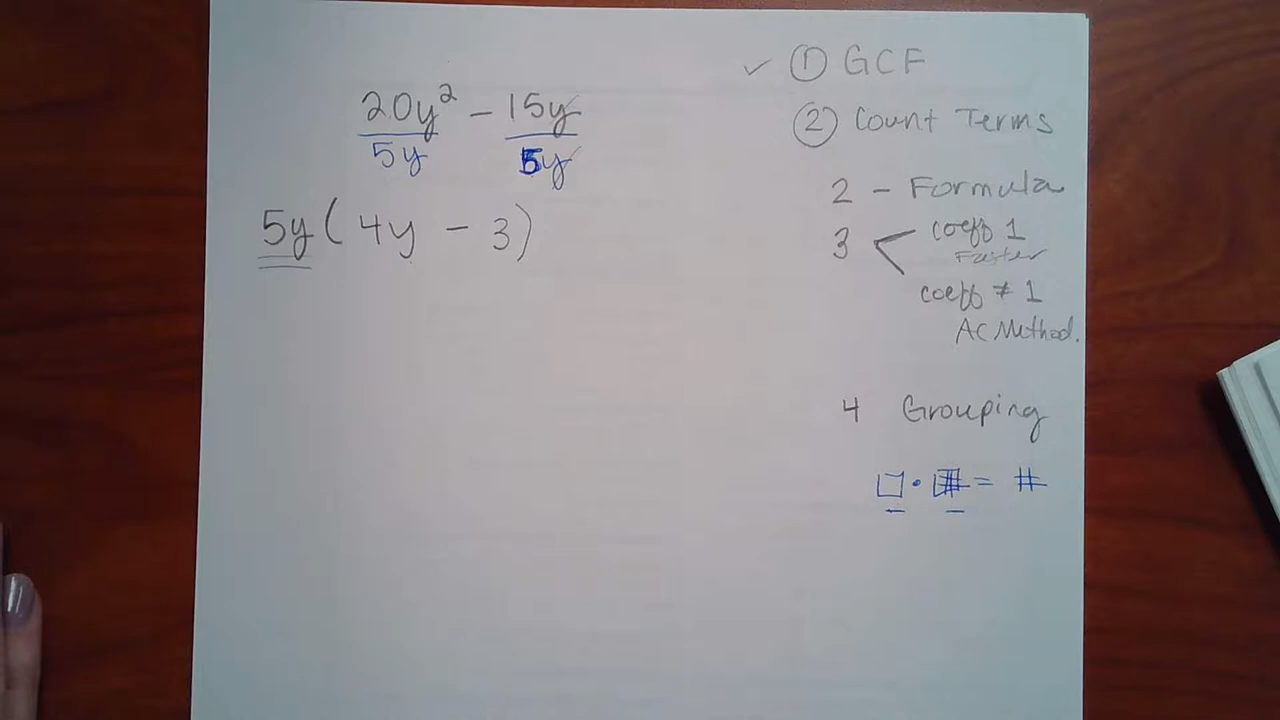 20y² - 15y
5y 5y
5y ( 4y - 3)
✓ ① GCF
② Count Terms
2 - Formula
3 < coeff 1
Faster
coeff ≠ 1
AC Method.
4 Grouping
□ · □ = #